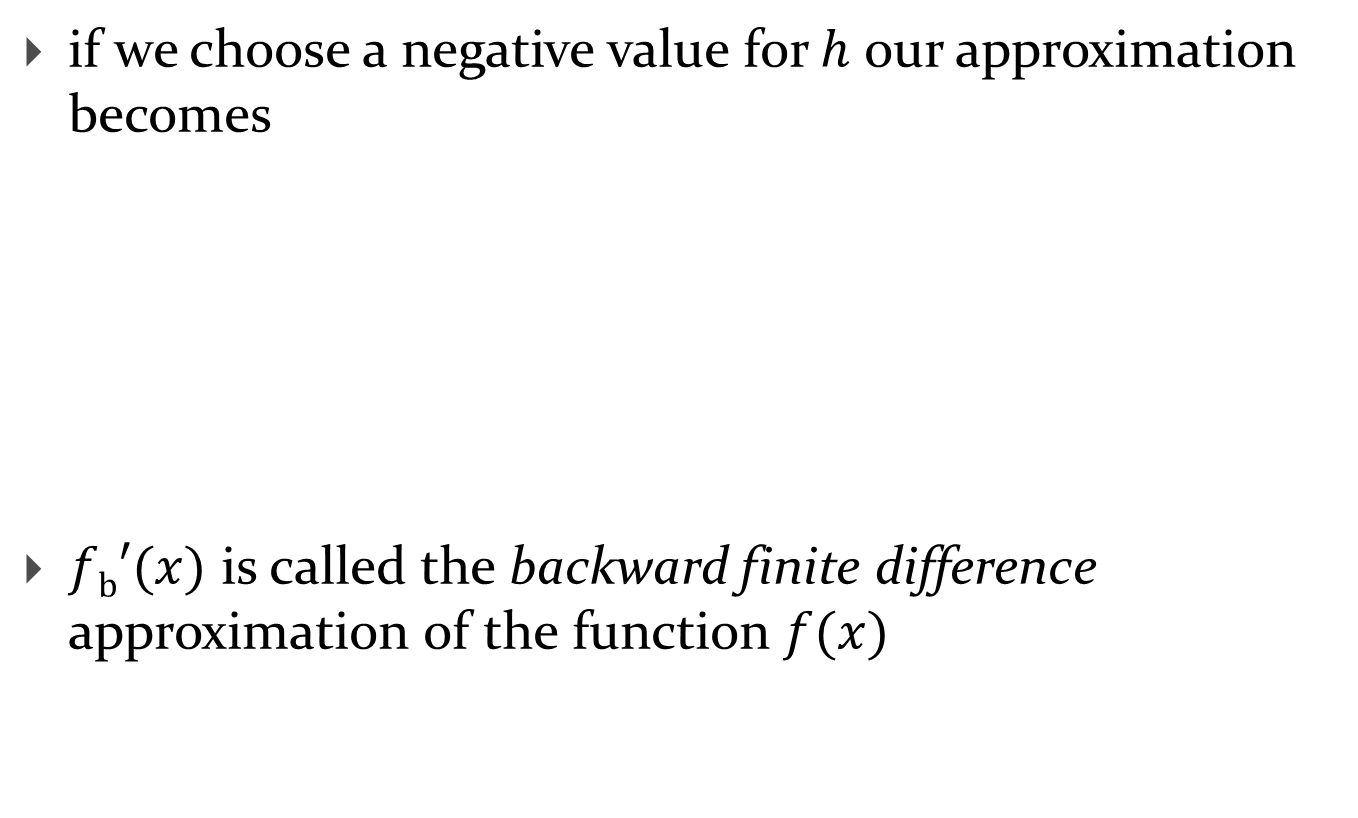 ▸ if we choose a negative value for h our approximation
becomes
▸ f_b′(x) is called the backward finite difference
approximation of the function f(x)